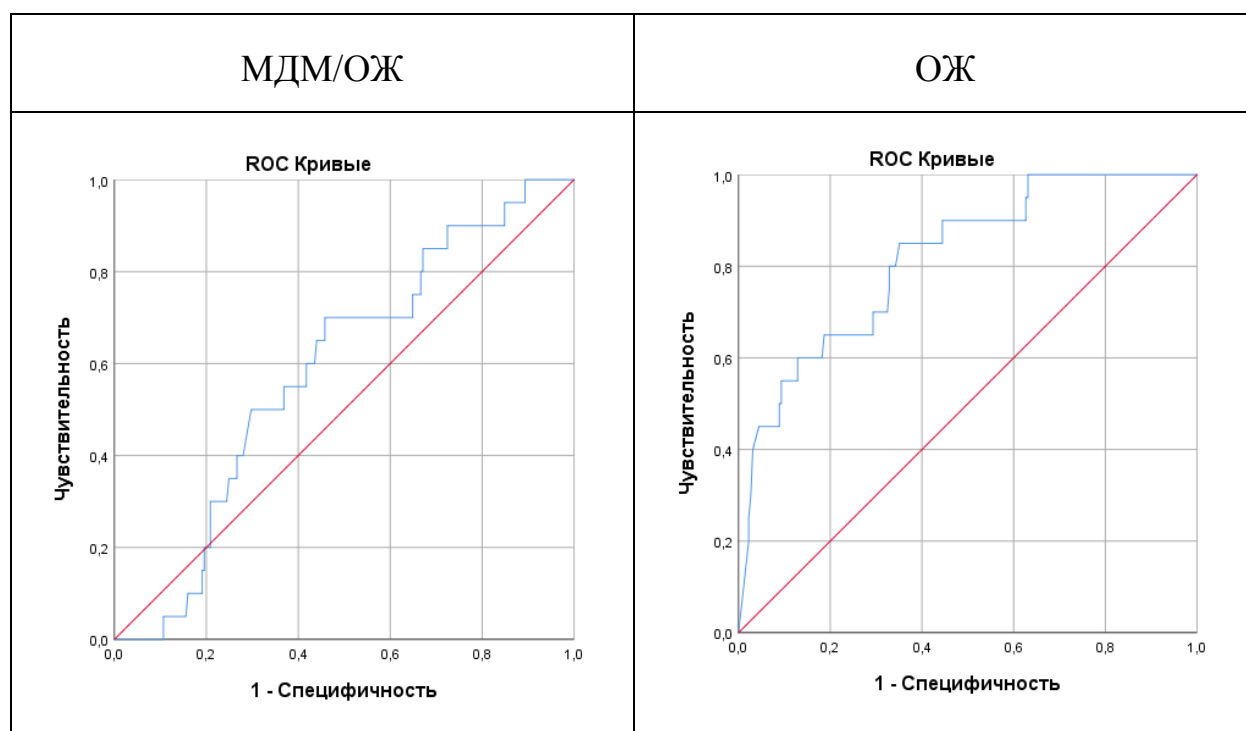 МДМ/ОЖ
ОЖ
ROC Кривые
1,0
0,8
0,6
0,4
0,2
0,0
0,0 0,2 0,4 0,6 0,8 1,0
Чувствительность
1 - Специфичность
ROC Кривые
1,0
0,8
0,6
0,4
0,2
0,0
0,0 0,2 0,4 0,6 0,8 1,0
Чувствительность
1 - Специфичность